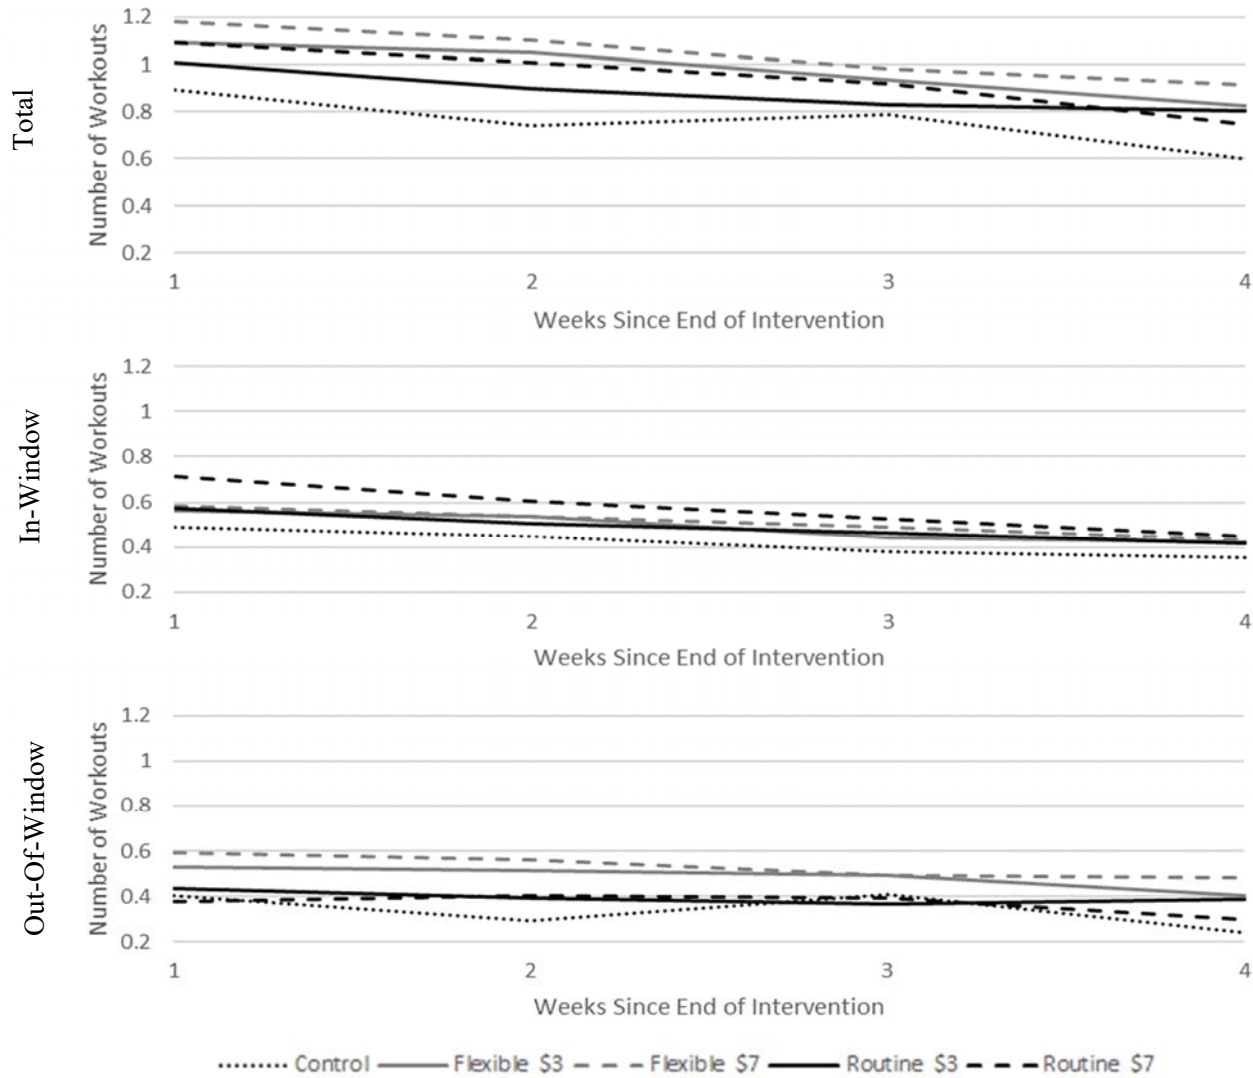 Total
Number of Workouts
1.2
1
0.8
0.6
0.4
0.2
1 2 3 4
Weeks Since End of Intervention
In-Window
Number of Workouts
1.2
1
0.8
0.6
0.4
0.2
1 2 3 4
Weeks Since End of Intervention
Out-Of-Window
Number of Workouts
1.2
1
0.8
0.6
0.4
0.2
1 2 3 4
Weeks Since End of Intervention
Control Flexible $3 Flexible $7 Routine $3 Routine $7